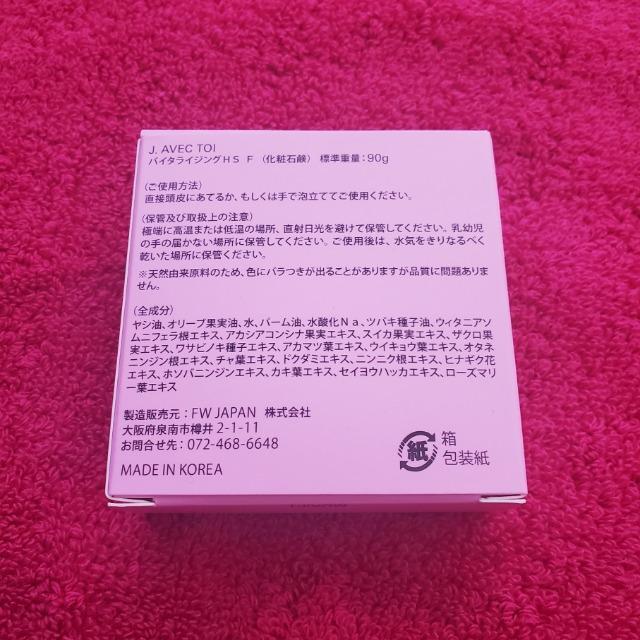 J. AVEC TOI
バイタライジングＨＳ Ｆ （化粧石鹸） 標準重量：90g
（ご使用方法）
直接頭皮にあてるか、もしくは手で泡立ててご使用ください。
（保管及び取扱上の注意）
極端に高温または低温の場所、直射日光を避けて保管してください。乳幼児
の手の届かない場所に保管してください。ご使用後は、水気をきりなるべく
乾いた場所に保管ください。
※天然由来原料のため、色にバラつきが出ることがありますが品質に問題ありま
せん。
（全成分）
ヤシ油、オリーブ果実油、水、パーム油、水酸化Ｎａ、ツバキ種子油、ウィタニアソ
ムニフェラ根エキス、アカシアコンシナ果実エキス、スイカ果実エキス、ザクロ果
実エキス、ワサビノキ種子エキス、アカマツ葉エキス、ウイキョウ葉エキス、オタネ
ニンジン根エキス、チャ葉エキス、ドクダミエキス、ニンニク根エキス、ヒナギク花
エキス、ホソバニンジンエキス、カキ葉エキス、セイヨウハッカエキス、ローズマリ
ー葉エキス
製造販売元：FW JAPAN 株式会社
大阪府泉南市樽井 2-1-11
お問合せ先：072-468-6648
MADE IN KOREA
紙
箱
包装紙